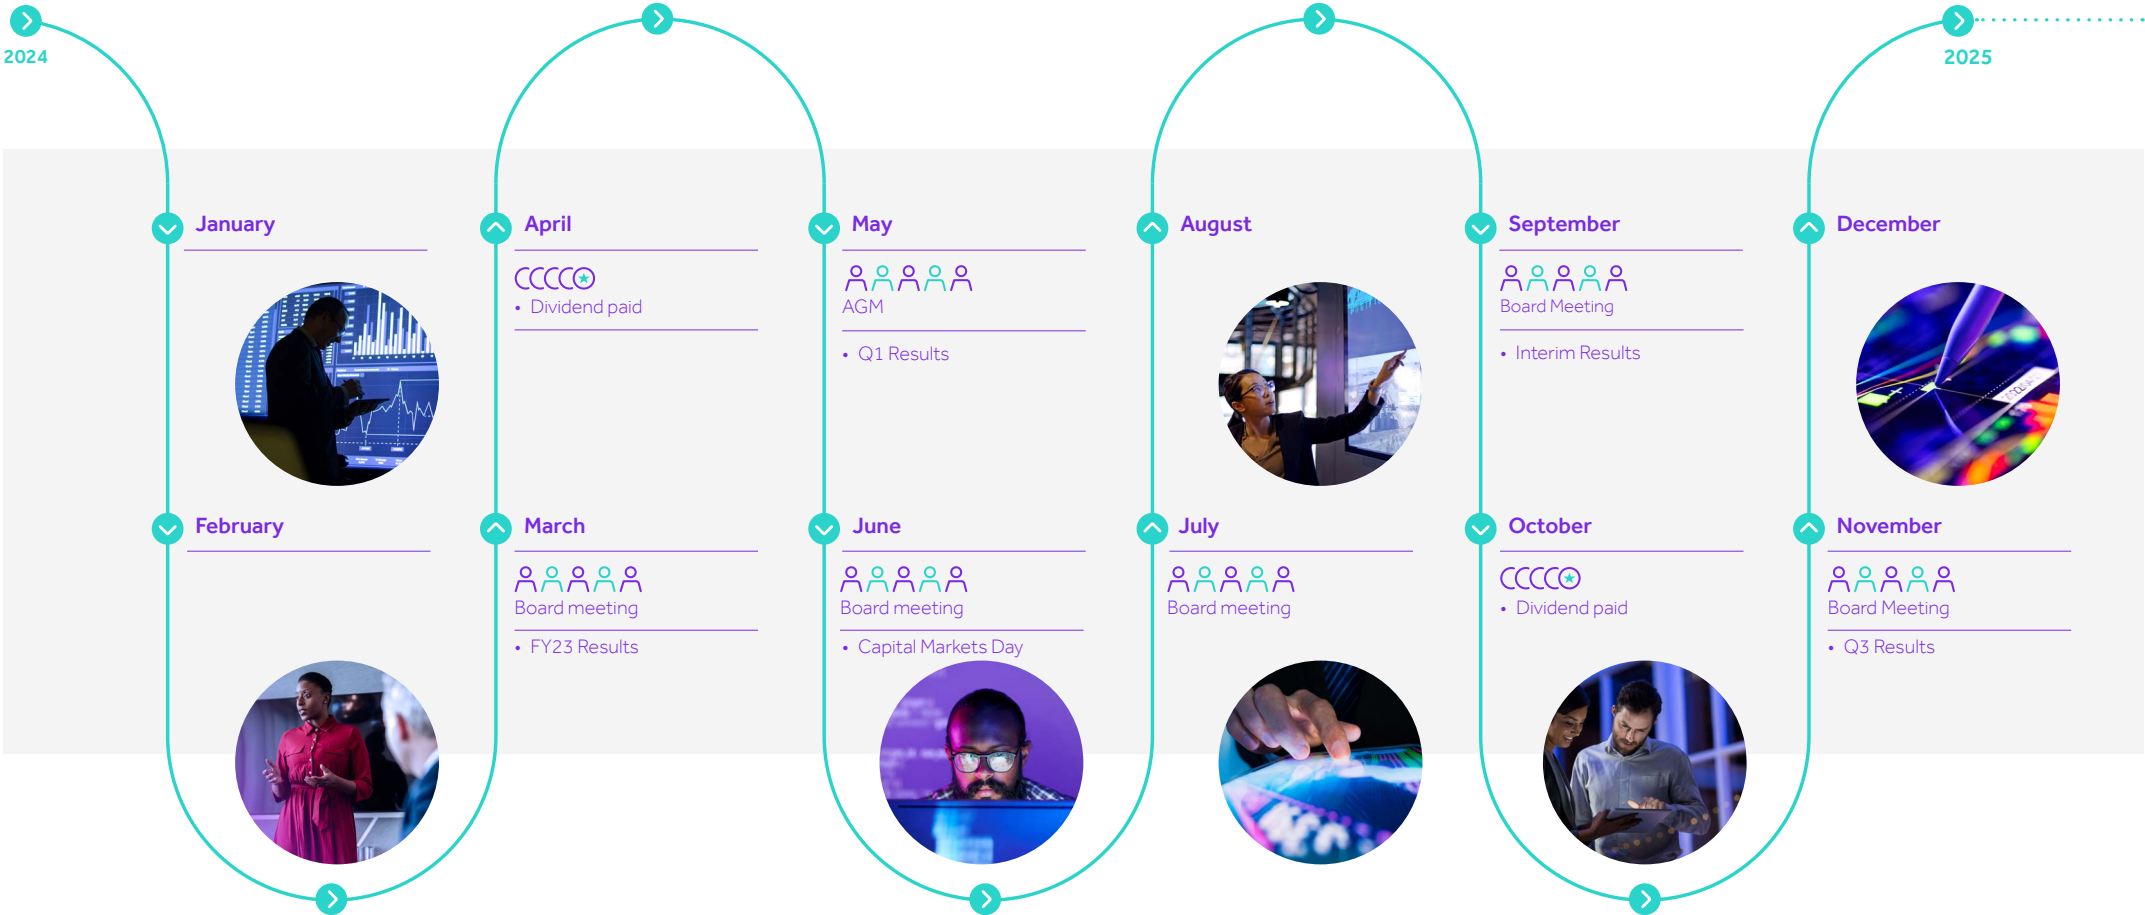 2024
2025
January
February
March
Board meeting
• FY23 Results
April
• Dividend paid
May
AGM
• Q1 Results
June
Board meeting
• Capital Markets Day
July
Board meeting
August
September
Board Meeting
• Interim Results
October
• Dividend paid
November
Board Meeting
• Q3 Results
December